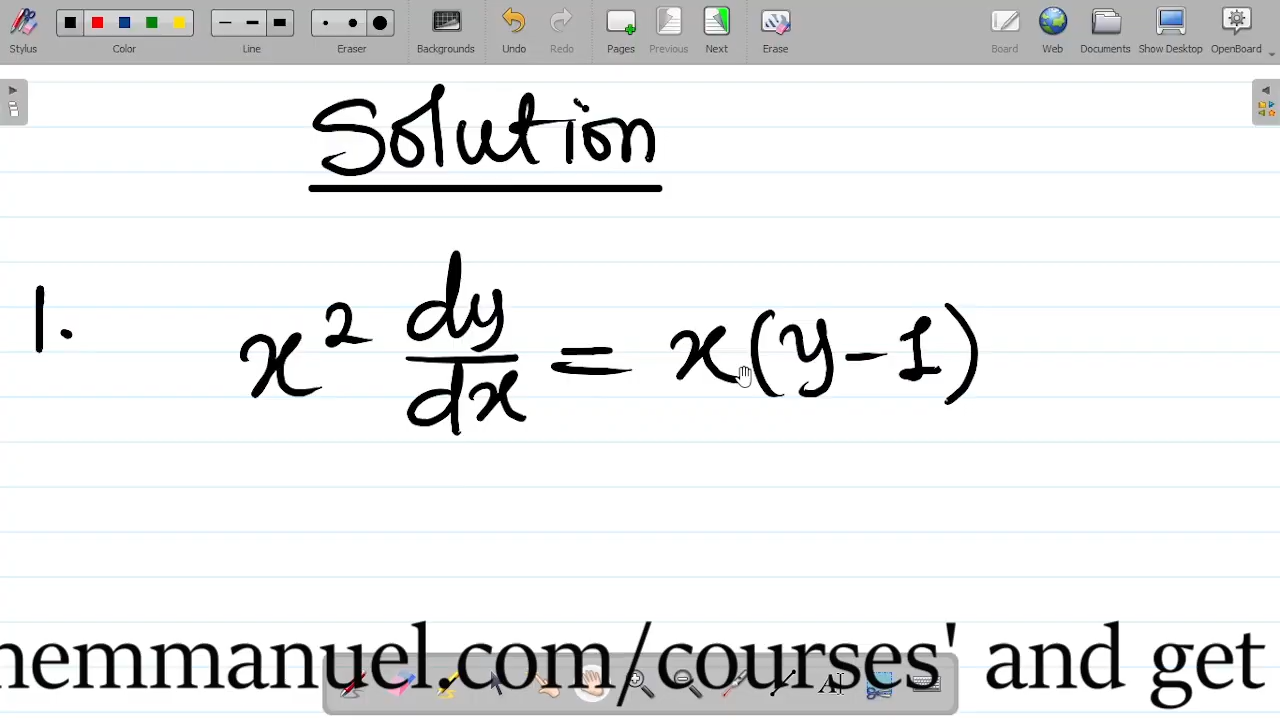 Stylus Color Line Eraser Backgrounds Undo Redo Pages Previous Next Erase Board Web Documents Show Desktop OpenBoard
Solution
1. x² dy/dx = x(y-1)
hemmanuel.com/courses' and get